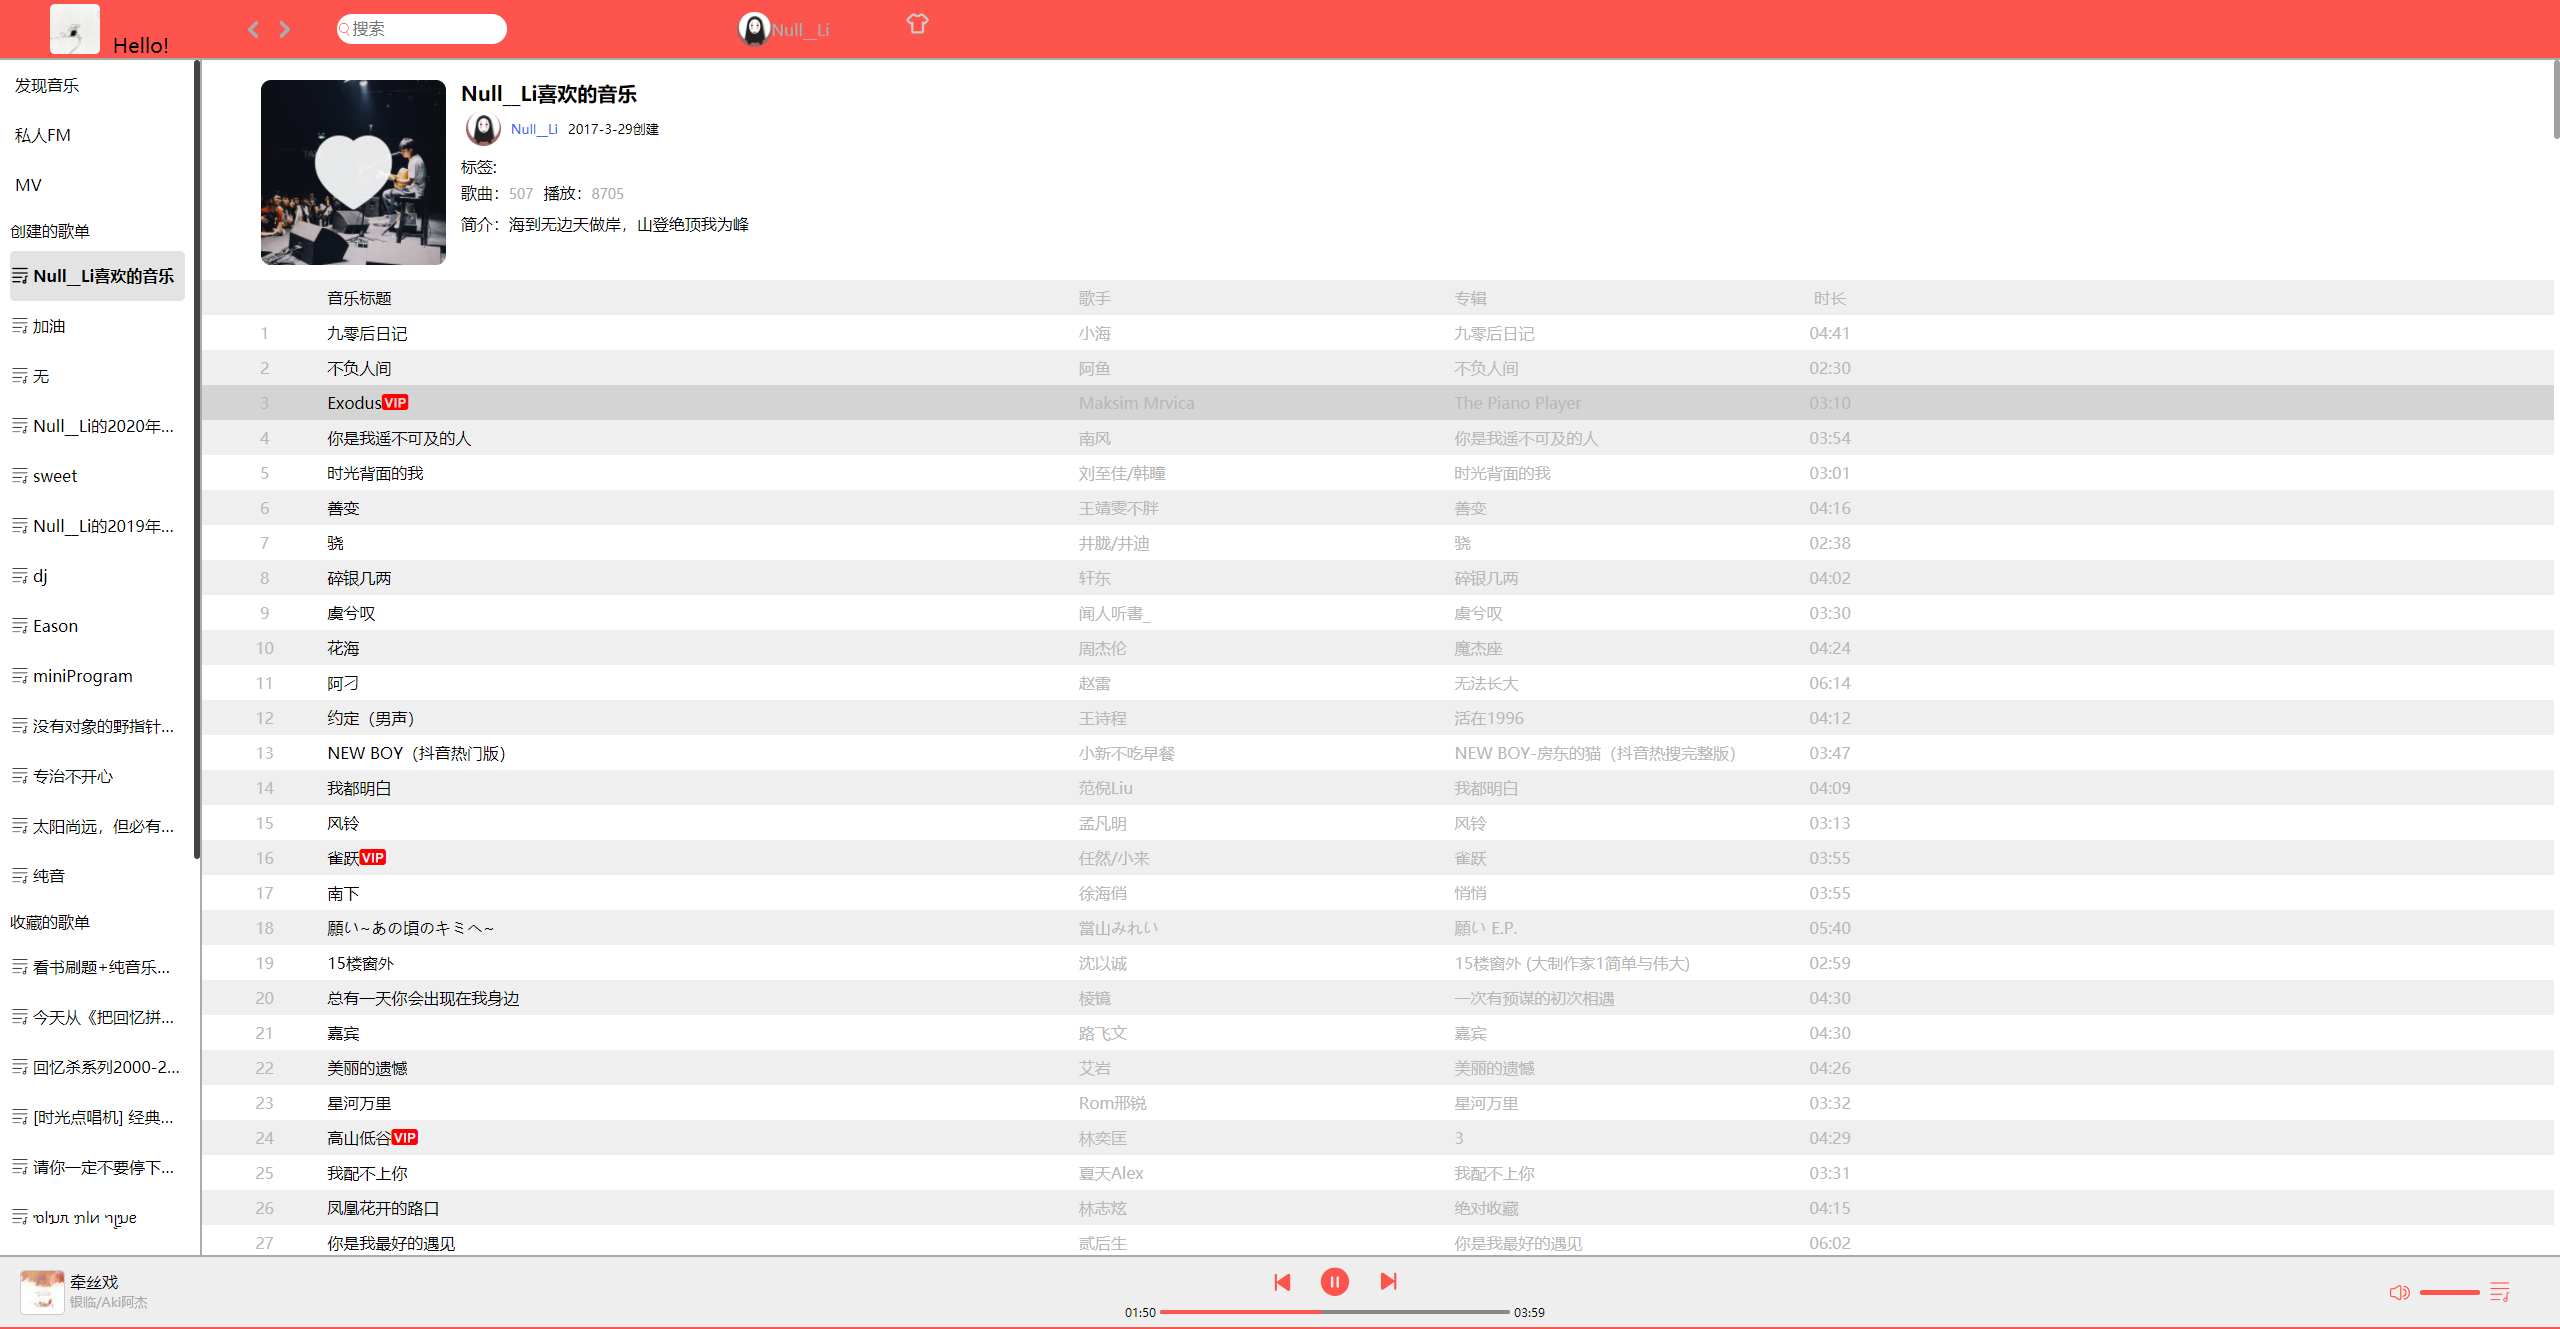 Hello!
搜索
Null__Li
发现音乐
私人FM
MV
创建的歌单
Null__Li喜欢的音乐
加油
无
Null__Li的2020年...
sweet
Null__Li的2019年...
dj
Eason
miniProgram
没有对象的野指针...
专治不开心
太阳尚远，但必有...
纯音
收藏的歌单
看书刷题+纯音乐...
今天从《把回忆拼...
回忆杀系列2000-2...
[时光点唱机] 经典...
请你一定不要停下...
Null__Li喜欢的音乐
Null__Li 2017-3-29创建
标签:
歌曲：507 播放：8705
简介：海到无边天做岸，山登绝顶我为峰
音乐标题 歌手 专辑 时长
1 九零后日记 小海 九零后日记 04:41
2 不负人间 阿鱼 不负人间 02:30
3 Exodus VIP Maksim Mrvica The Piano Player 03:10
4 你是我遥不可及的人 南风 你是我遥不可及的人 03:54
5 时光背面的我 刘至佳/韩瞳 时光背面的我 03:01
6 善变 王靖雯不胖 善变 04:16
7 骁 井胧/井迪 骁 02:38
8 碎银几两 轩东 碎银几两 04:02
9 虞兮叹 闻人听書_ 虞兮叹 03:30
10 花海 周杰伦 魔杰座 04:24
11 阿刁 赵雷 无法长大 06:14
12 约定（男声） 王诗程 活在1996 04:12
13 NEW BOY（抖音热门版） 小新不吃早餐 NEW BOY-房东的猫（抖音热搜完整版） 03:47
14 我都明白 范倪Liu 我都明白 04:09
15 风铃 孟凡明 风铃 03:13
16 雀跃 VIP 任然/小来 雀跃 03:55
17 南下 徐海俏 悄悄 03:55
18 願い~あの頃のキミへ~ 當山みれい 願い E.P. 05:40
19 15楼窗外 沈以诚 15楼窗外 (大制作家1简单与伟大) 02:59
20 总有一天你会出现在我身边 棱镜 一次有预谋的初次相遇 04:30
21 嘉宾 路飞文 嘉宾 04:30
22 美丽的遗憾 艾岩 美丽的遗憾 04:26
23 星河万里 Rom邢锐 星河万里 03:32
24 高山低谷 VIP 林奕匡 3 04:29
25 我配不上你 夏天Alex 我配不上你 03:31
26 凤凰花开的路口 林志炫 绝对收藏 04:15
27 你是我最好的遇见 贰后生 你是我最好的遇见 06:02
牵丝戏
银临/Aki阿杰
01:50 03:59